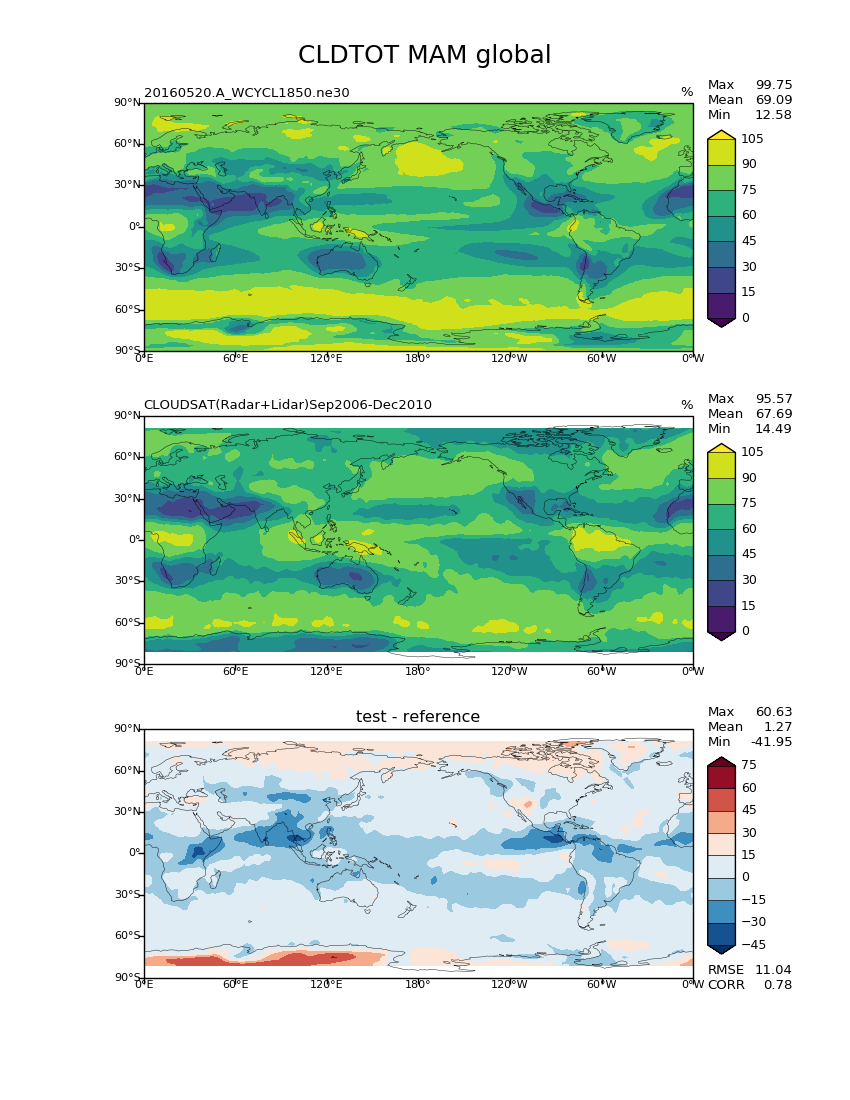 CLDTOT MAM global
20160520.A_WCYCL1850.ne30 %
Max 99.75
Mean 69.09
Min 12.58
90°N
60°N
30°N
0°
30°S
60°S
90°S
0°E 60°E 120°E 180° 120°W 60°W 0°W
105
90
75
60
45
30
15
0
CLOUDSAT(Radar+Lidar)Sep2006-Dec2010 %
Max 95.57
Mean 67.69
Min 14.49
90°N
60°N
30°N
0°
30°S
60°S
90°S
0°E 60°E 120°E 180° 120°W 60°W 0°W
105
90
75
60
45
30
15
0
test - reference
Max 60.63
Mean 1.27
Min -41.95
90°N
60°N
30°N
0°
30°S
60°S
90°S
0°E 60°E 120°E 180° 120°W 60°W 0°W
75
60
45
30
15
0
−15
−30
−45
RMSE 11.04
CORR 0.78